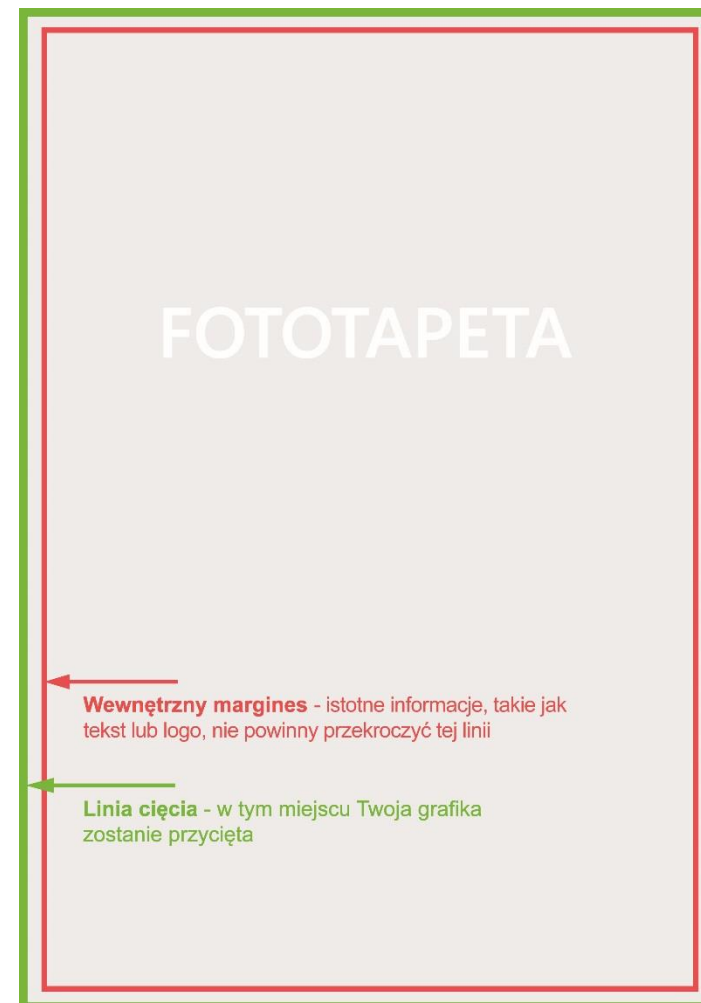 FOTOTAPETA
Wewnętrzny margines - istotne informacje, takie jak
tekst lub logo, nie powinny przekroczyć tej linii
Linia cięcia - w tym miejscu Twoja grafika
zostanie przycięta